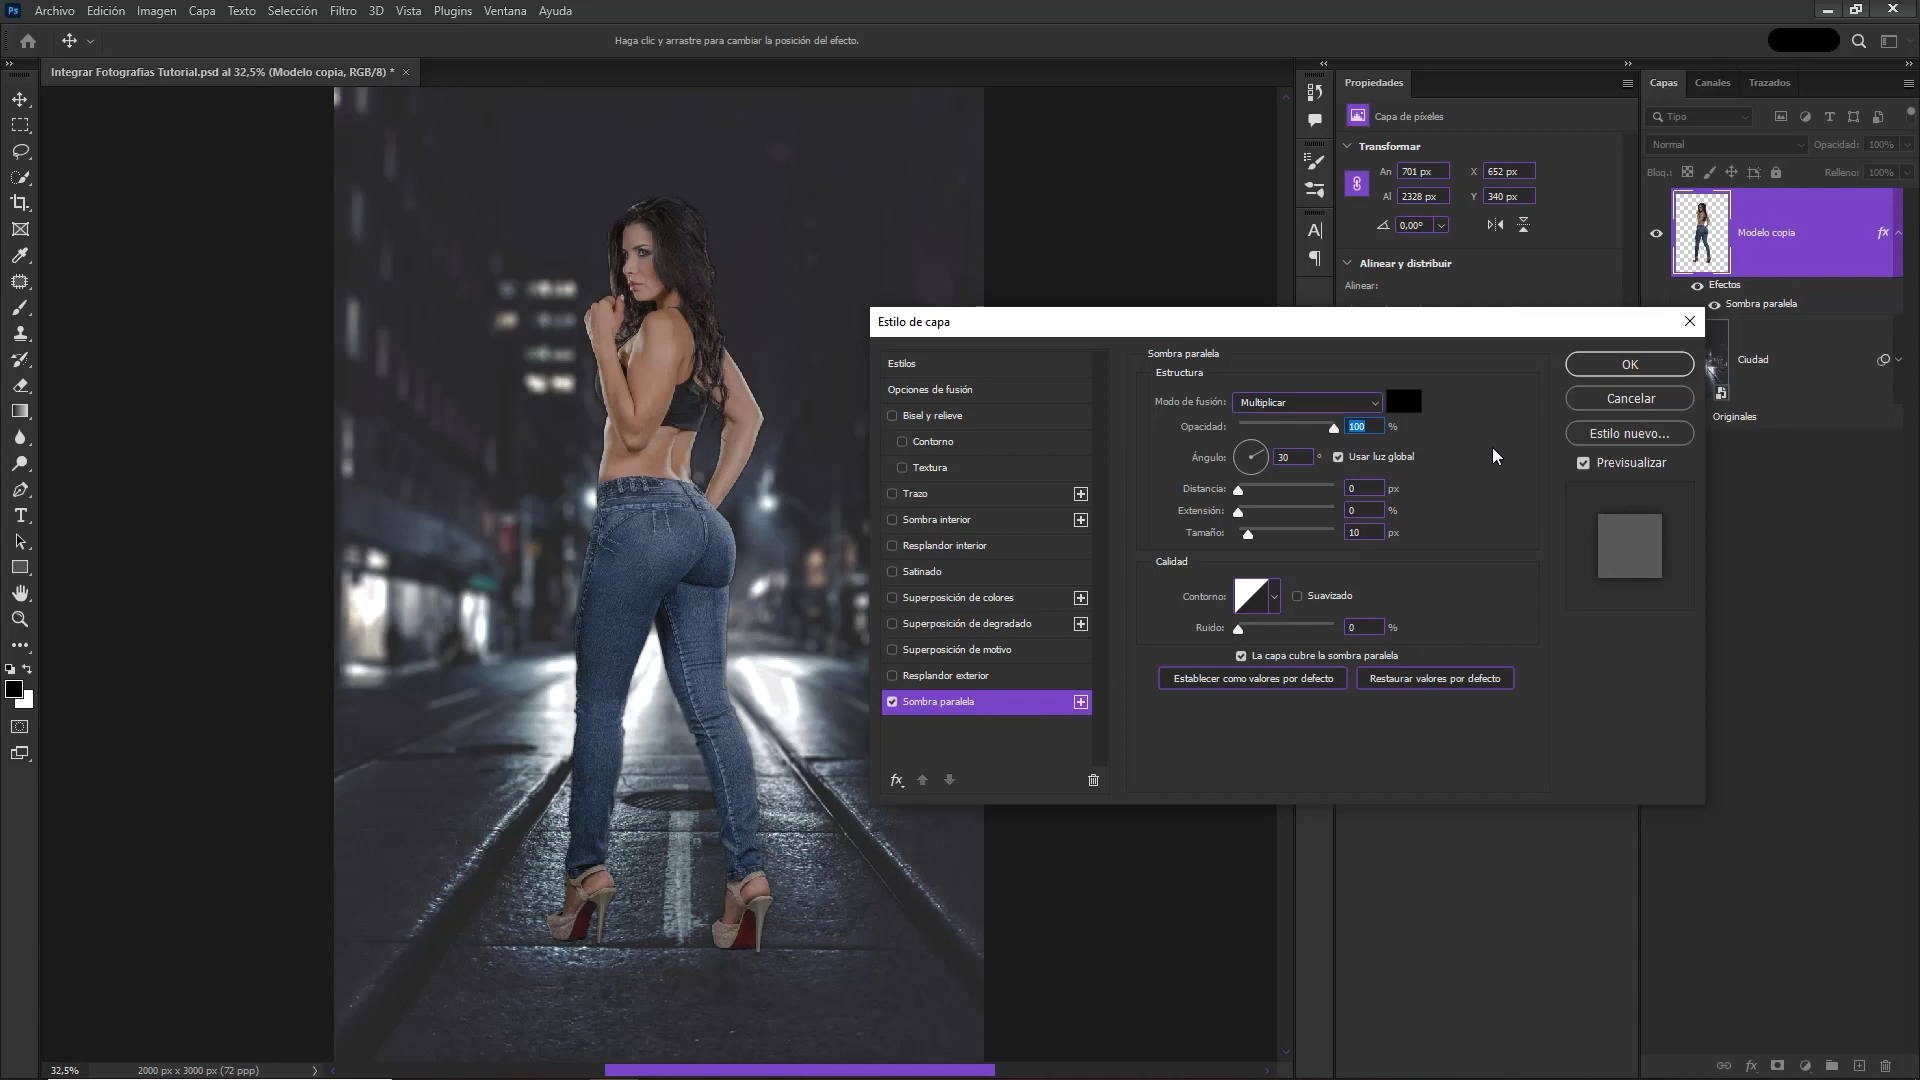 Ps Archivo Edición Imagen Capa Texto Selección Filtro 3D Vista Plugins Ventana Ayuda
Haga clic y arrastre para cambiar la posición del efecto.
Integrar Fotografias Tutorial.psd al 32,5% (Modelo copia, RGB/8) *
Propiedades
Capa de píxeles
Transformar
An 701 px X 652 px
Al 2328 px Y 340 px
0,00°
Alinear y distribuir
Alinear:
Capas Canales Trazados
Tipo
Normal Opacidad: 100%
Bloq.: Relleno: 100%
Modelo copia fx
Efectos
Sombra paralela
Ciudad
Originales
Estilo de capa
Estilos
Opciones de fusión
Bisel y relieve
Contorno
Textura
Trazo
Sombra interior
Resplandor interior
Satinado
Superposición de colores
Superposición de degradado
Superposición de motivo
Resplandor exterior
Sombra paralela
fx
Sombra paralela
Estructura
Modo de fusión: Multiplicar
Opacidad: 100 %
Ángulo: 30 ° Usar luz global
Distancia: 0 px
Extensión: 0 %
Tamaño: 10 px
Calidad
Contorno: Suavizado
Ruido: 0 %
La capa cubre la sombra paralela
Establecer como valores por defecto Restaurar valores por defecto
OK
Cancelar
Estilo nuevo...
Previsualizar
32,5% 2000 px x 3000 px (72 ppp)
fx